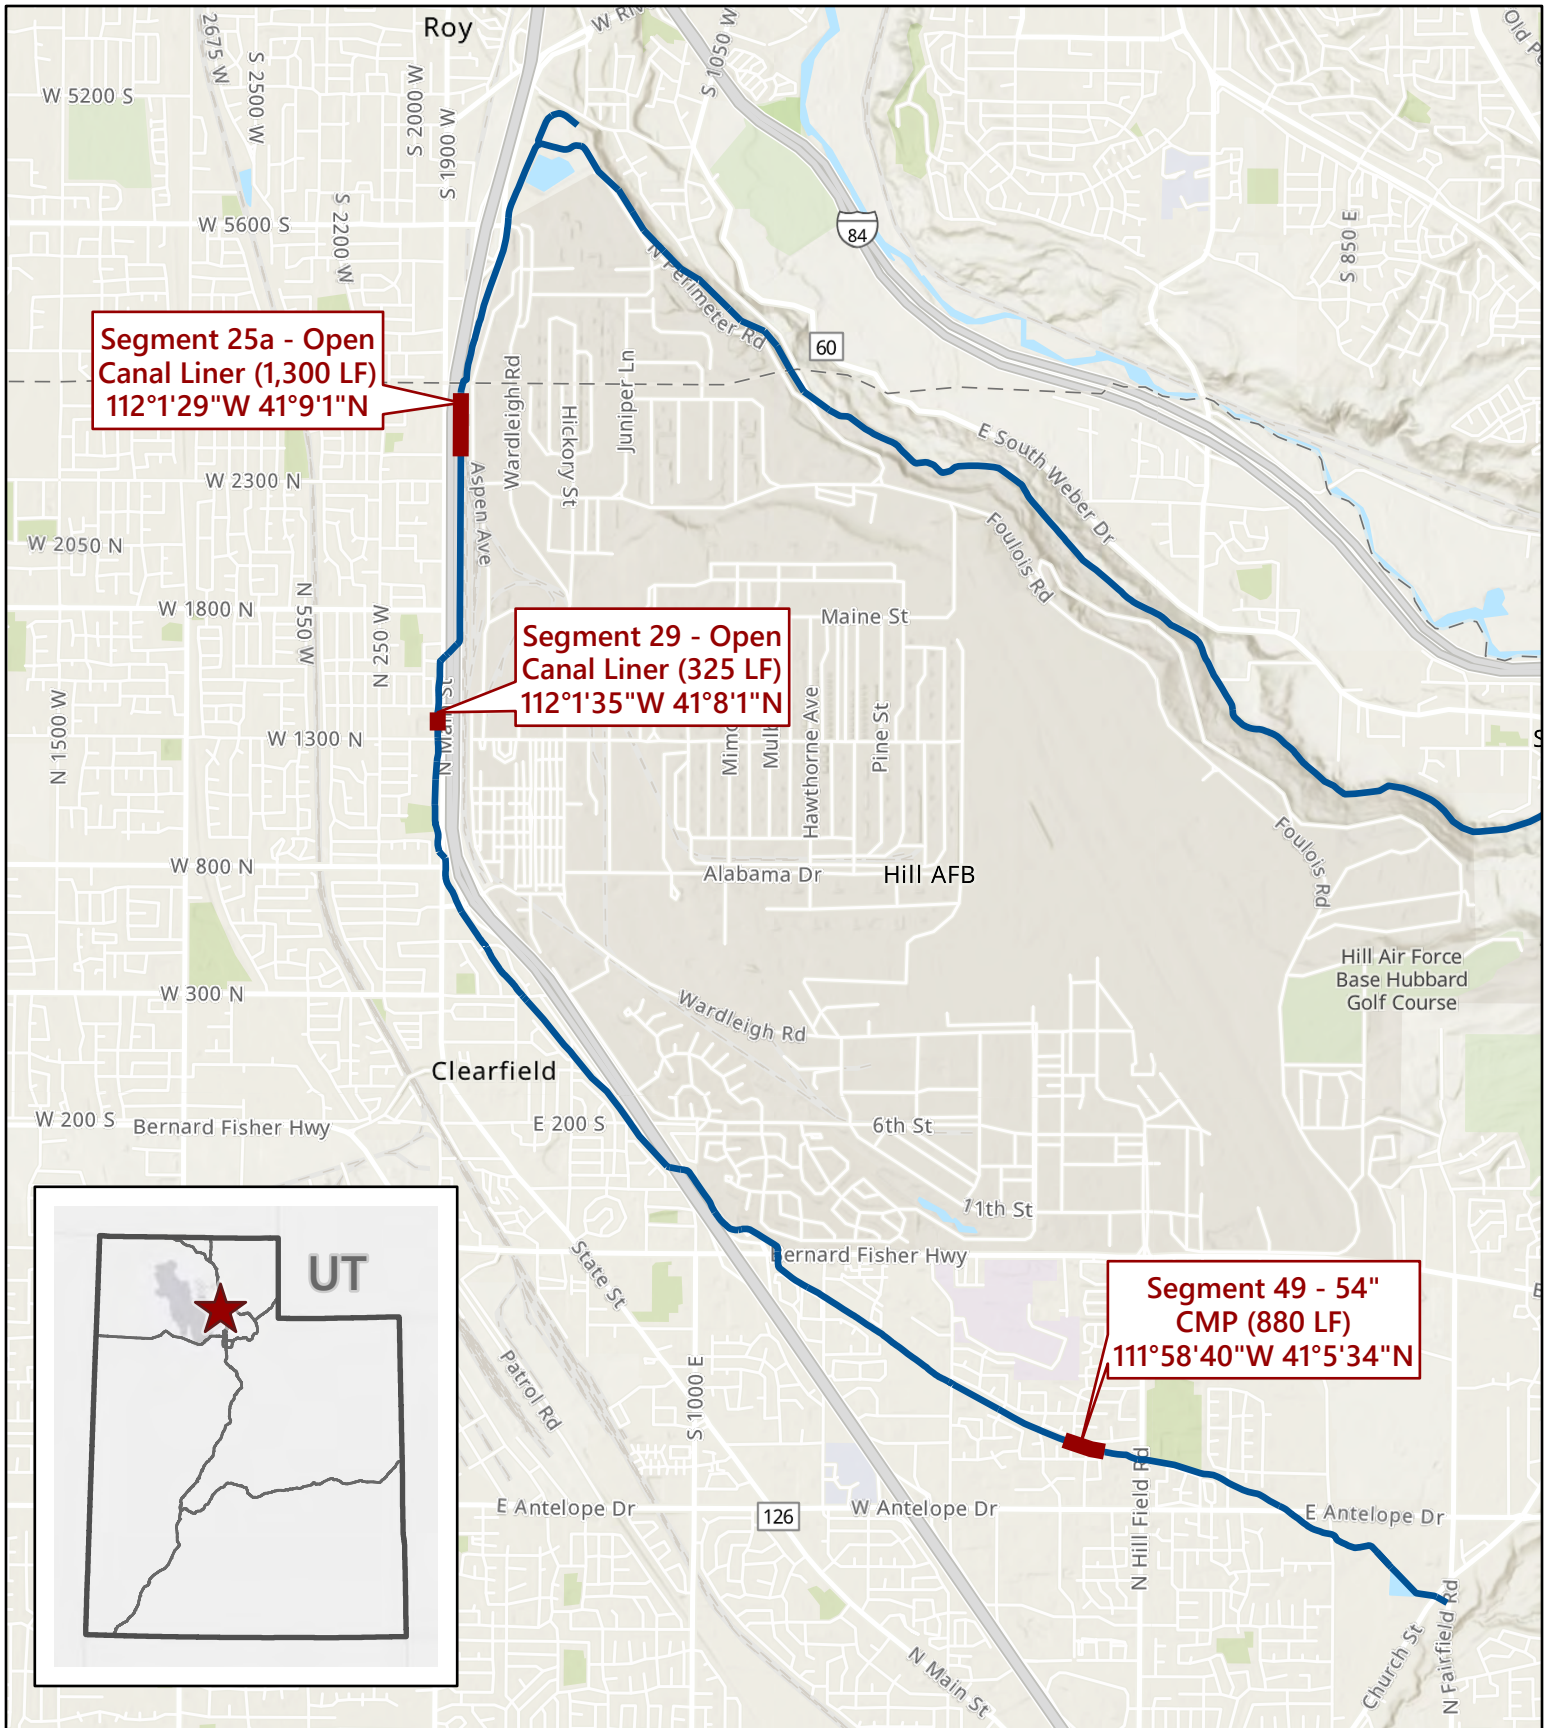 Roy
W RIV
2675 W
S 2500 W
S 1050 W
Old P
W 5200 S
S 2000 W
S 1900 W
W 5600 S
S 2200 W
84
S 850 E
N Perimeter Rd
Segment 25a - Open
Canal Liner (1,300 LF)
112°1'29"W 41°9'1"N
60
Wardleigh Rd
Juniper Ln
Hickory St
W 2300 N
Aspen Ave
E South Weber Dr
W 2050 N
Foulois Rd
W 1800 N
N 550 W
N 250 W
Maine St
Segment 29 - Open
Canal Liner (325 LF)
112°1'35"W 41°8'1"N
N 1500 W
N Main St
W 1300 N
Mimo
Mulb
Hawthorne Ave
Pine St
S
W 800 N
Alabama Dr
Hill AFB
Foulois Rd
Hill Air Force
Base Hubbard
Golf Course
W 300 N
Wardleigh Rd
Clearfield
W 200 S
Bernard Fisher Hwy
E 200 S
6th St
11th St
UT
State St
Bernard Fisher Hwy
E
Segment 49 - 54"
CMP (880 LF)
111°58'40"W 41°5'34"N
Patrol Rd
S 1000 E
N Hill Field Rd
E Antelope Dr
126
W Antelope Dr
E Antelope Dr
N Main St
Church St
N Fairfield Rd